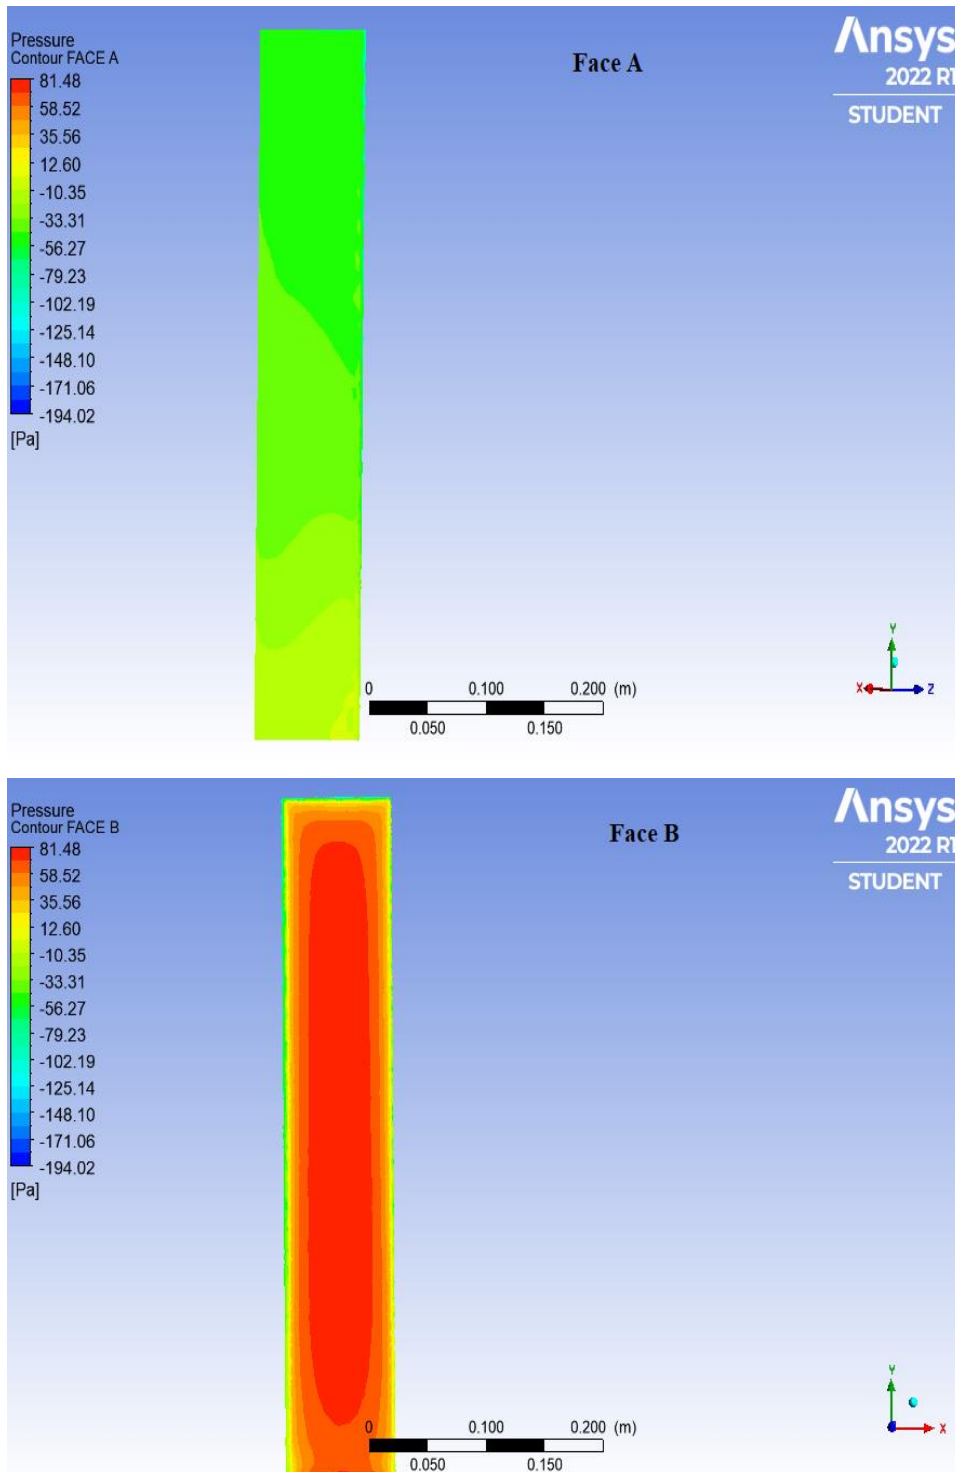 Pressure
Contour FACE A
81.48
58.52
35.56
12.60
-10.35
-33.31
-56.27
-79.23
-102.19
-125.14
-148.10
-171.06
-194.02
[Pa]
Face A
Ansys
2022 R1
STUDENT
Y
X Z
0 0.100 0.200 (m)
0.050 0.150
Pressure
Contour FACE B
81.48
58.52
35.56
12.60
-10.35
-33.31
-56.27
-79.23
-102.19
-125.14
-148.10
-171.06
-194.02
[Pa]
Face B
Ansys
2022 R1
STUDENT
Y
X
0 0.100 0.200 (m)
0.050 0.150